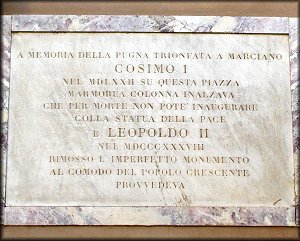 A MEMORIA DELLA PUGNA TRIONFATA A MARCIANO
COSIMO I
NEL MDLXXII SU QUESTA PIAZZA
MARMOREA COLONNA INALZAVA
CHE PER MORTE NON POTE INAUGURARE
COLLA STATUA DELLA PACE
E LEOPOLDO II
NEL MDCCCXXXVIII
RIMOSSO L'IMPERFETTO MONUMENTO
AL COMODO DEL POPOLO CRESCENTE
PROVVEDEVA